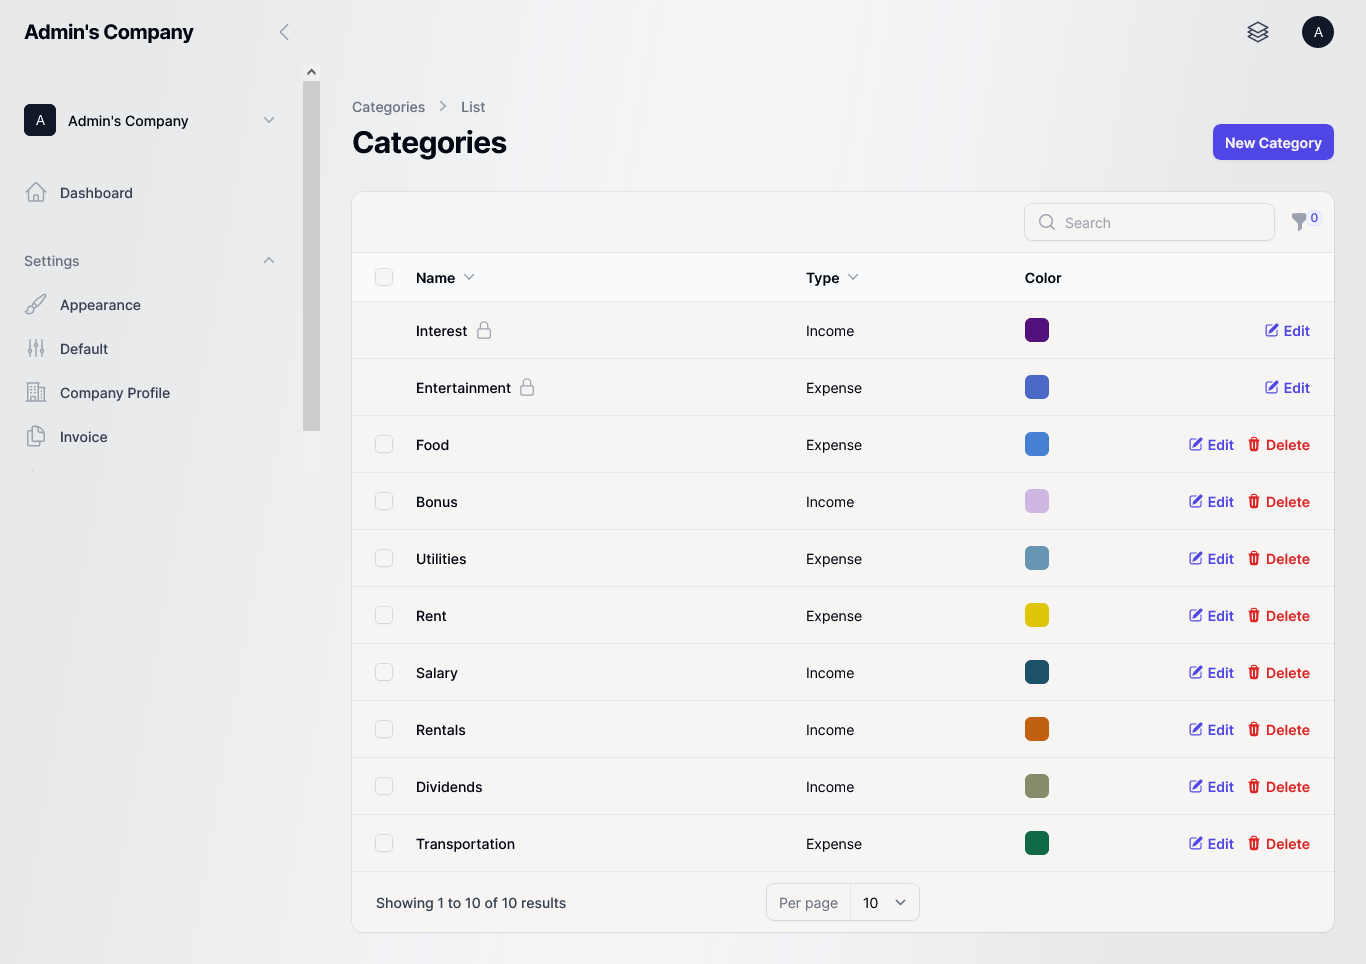 Admin's Company
A
A Admin's Company
Dashboard
Settings
Appearance
Default
Company Profile
Invoice
Categories > List
Categories
New Category
Search
0
Name Type Color
Interest Income Edit
Entertainment Expense Edit
Food Expense Edit Delete
Bonus Income Edit Delete
Utilities Expense Edit Delete
Rent Expense Edit Delete
Salary Income Edit Delete
Rentals Income Edit Delete
Dividends Income Edit Delete
Transportation Expense Edit Delete
Showing 1 to 10 of 10 results Per page 10